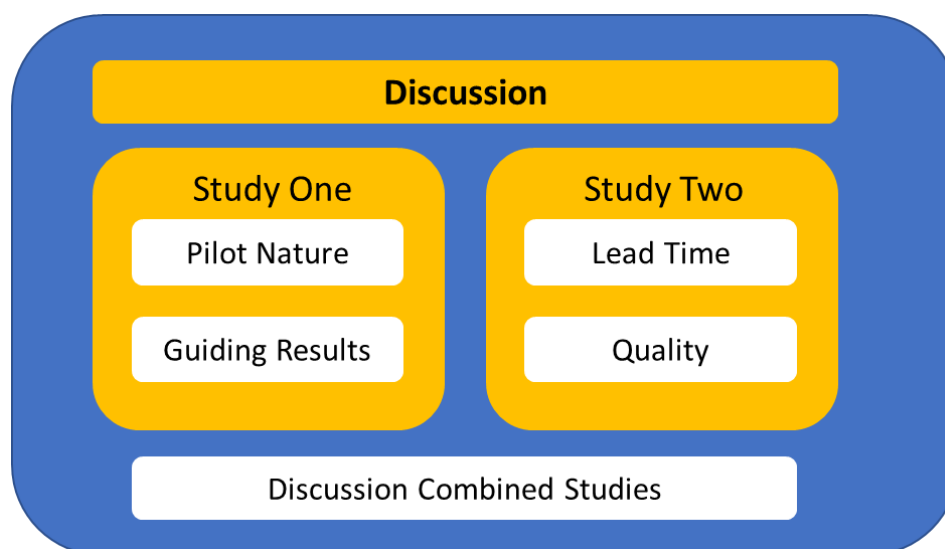 Discussion
Study One
Pilot Nature
Guiding Results
Study Two
Lead Time
Quality
Discussion Combined Studies